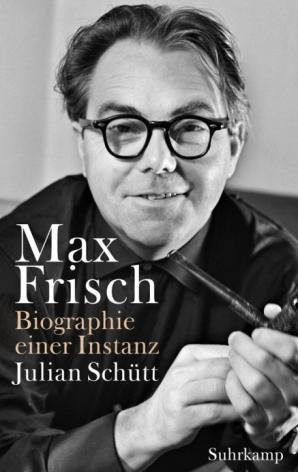 Max
Frisch
Biographie
einer Instanz
Julian Schütt
Suhrkamp